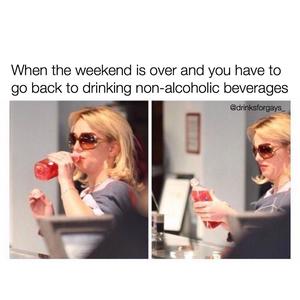 When the weekend is over and you have to
go back to drinking non-alcoholic beverages
@drinksforgays_